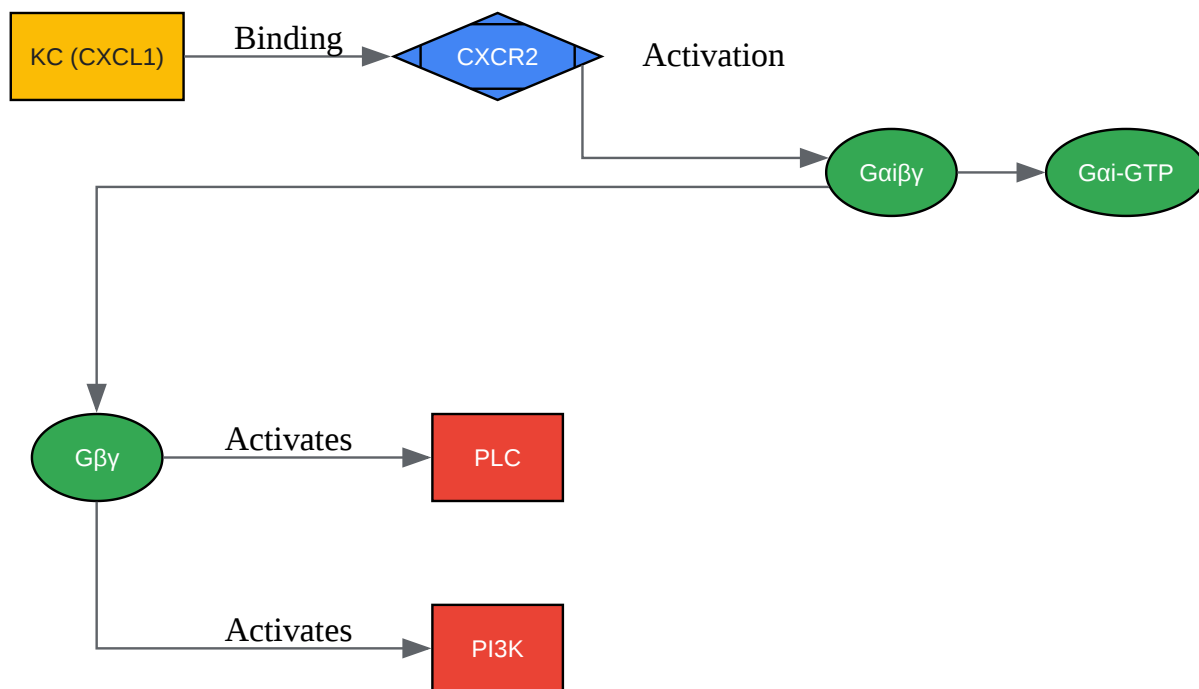 KC (CXCL1)
Binding
CXCR2
Activation
Gαiβγ
Gαi-GTP
Gβγ
Activates
PLC
Activates
PI3K